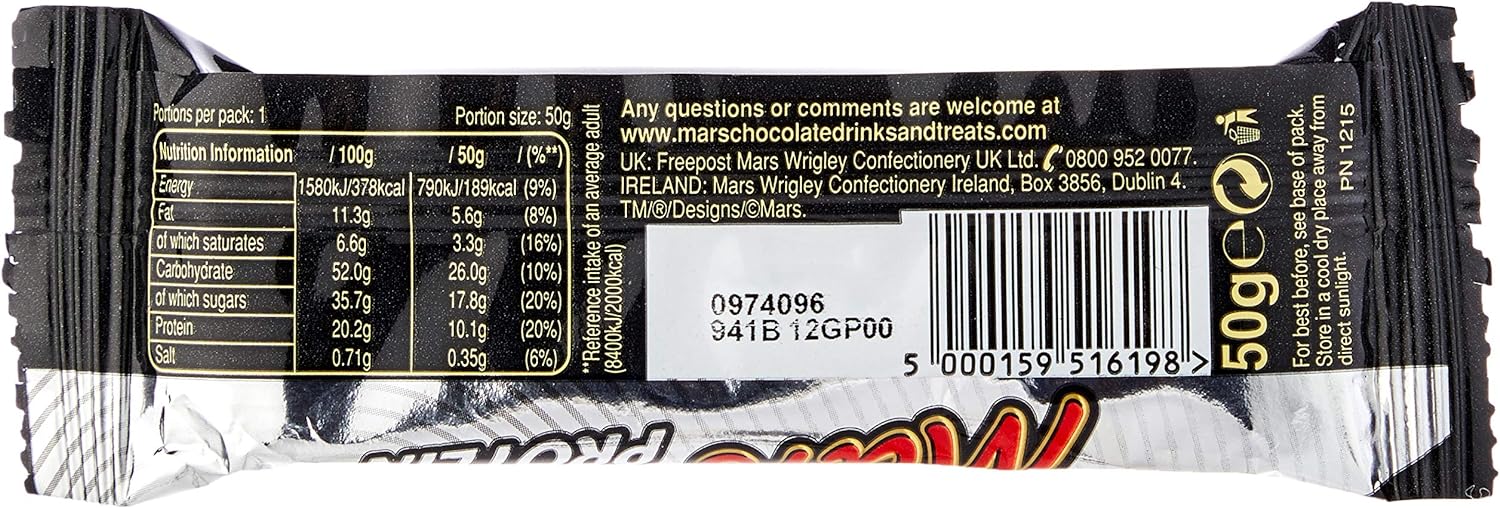 Portions per pack: 1 Portion size: 50g
Nutrition Information /100g /50g /(%**)
Energy 1580kJ/378kcal 790kJ/189kcal (9%)
Fat 11.3g 5.6g (8%)
of which saturates 6.6g 3.3g (16%)
Carbohydrate 52.0g 26.0g (10%)
of which sugars 35.7g 17.8g (20%)
Protein 20.2g 10.1g (20%)
Salt 0.71g 0.35g (6%)
**Reference intake of an average adult
(8400kJ/2000kcal)
Any questions or comments are welcome at
www.marschocolatedrinksandtreats.com
UK: Freepost Mars Wrigley Confectionery UK Ltd. 0800 952 0077.
IRELAND: Mars Wrigley Confectionery Ireland, Box 3856, Dublin 4.
TM/®/Designs/©Mars.
0974096
941B 12GP00
5 000159 516198 >
50g℮
For best before, see base of pack.
Store in a cool dry place away from
direct sunlight. PN 1215
Mars
PROTEIN